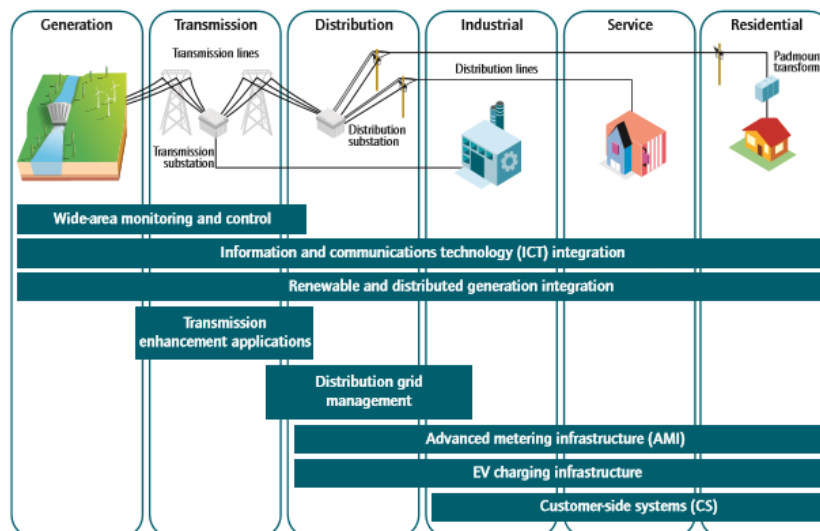 Generation
Transmission
Distribution
Industrial
Service
Residential
Transmission lines
Distribution lines
Padmount
transform
Transmission
substation
Distribution
substation
Wide-area monitoring and control
Information and communications technology (ICT) integration
Renewable and distributed generation integration
Transmission
enhancement applications
Distribution grid
management
Advanced metering infrastructure (AMI)
EV charging infrastructure
Customer-side systems (CS)